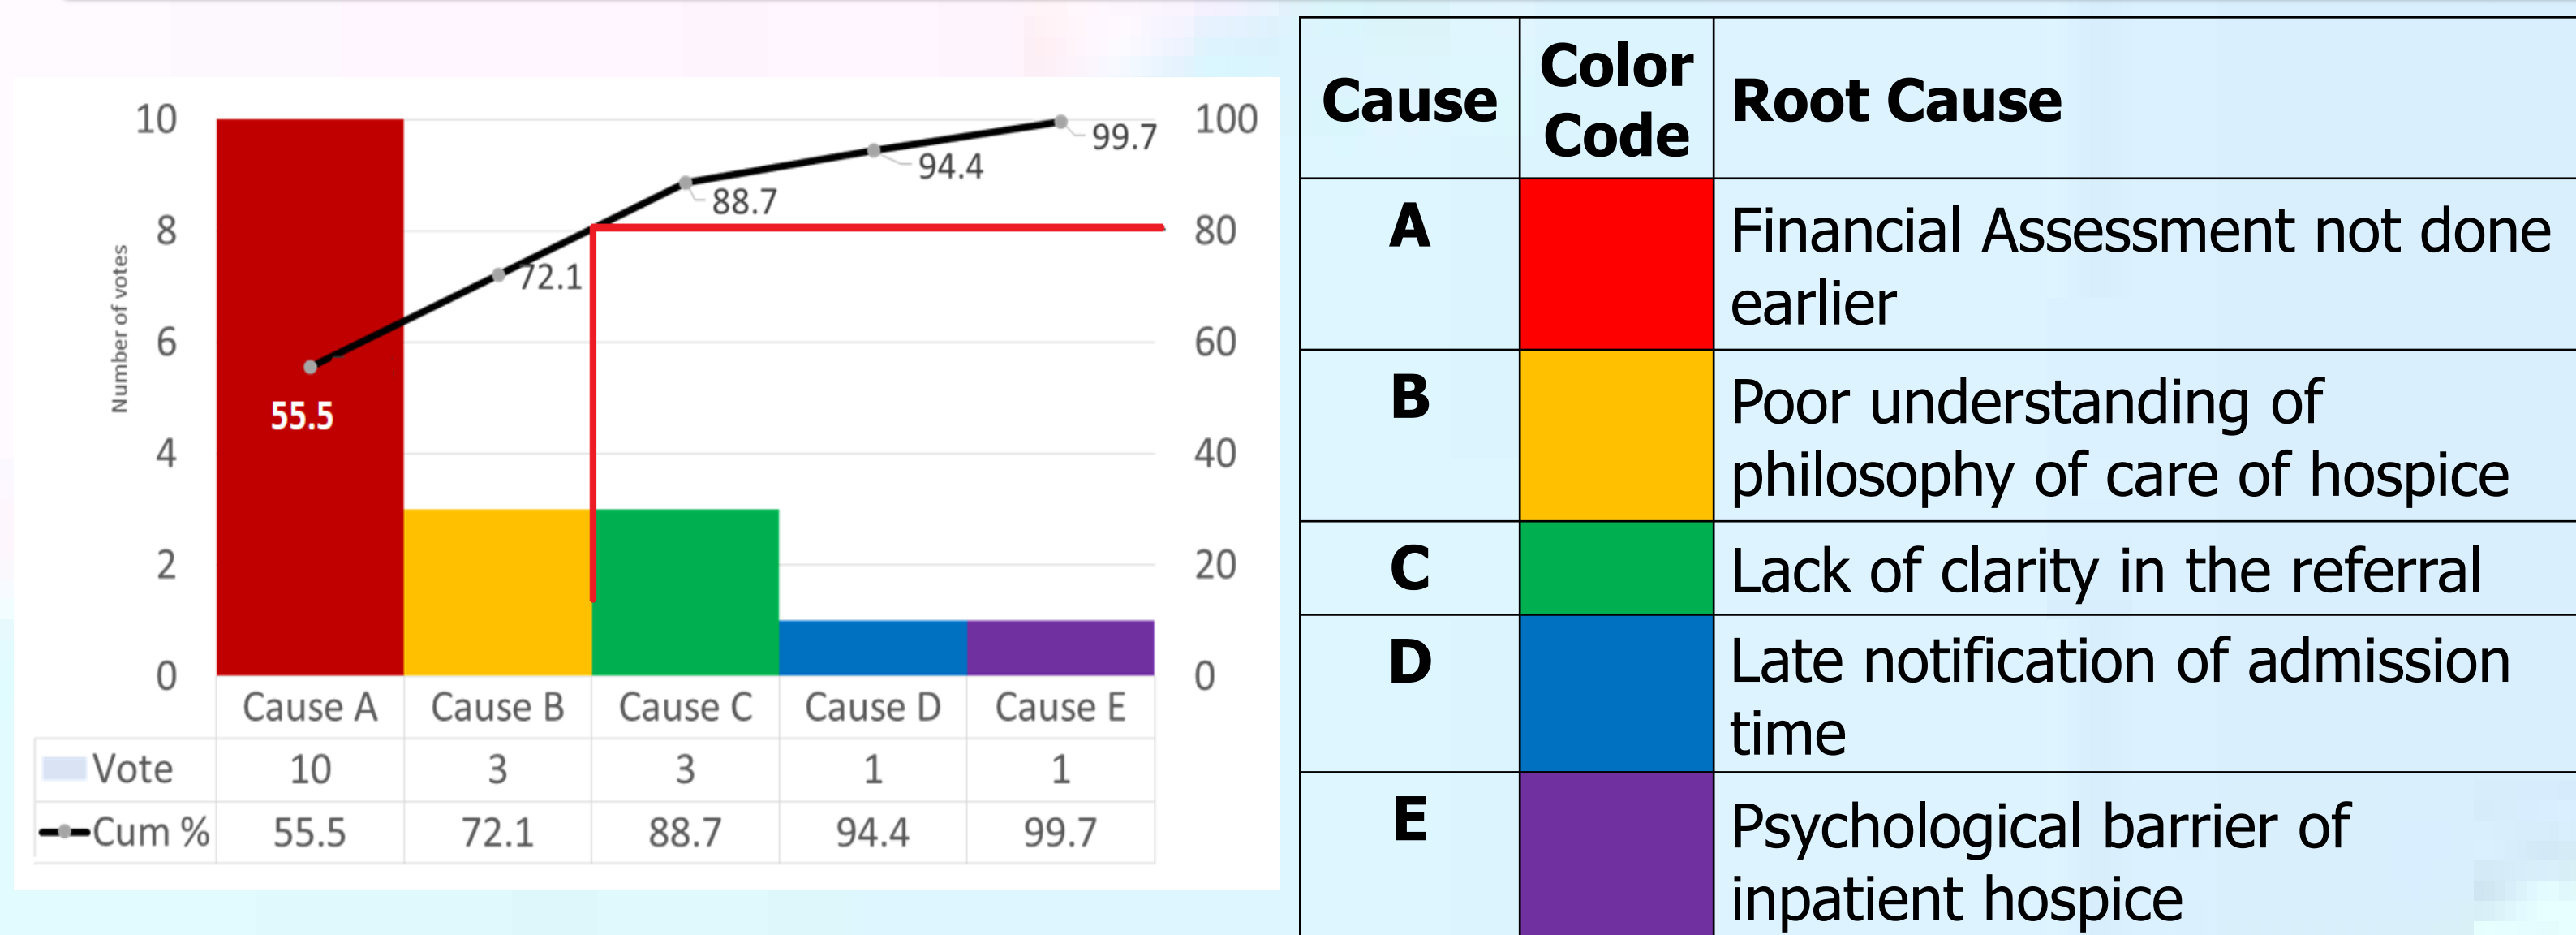 10
8
6
4
2
0
Number of votes
100
80
60
40
20
0
55.5
72.1
88.7
94.4
99.7
Cause A Cause B Cause C Cause D Cause E
Vote 10 3 3 1 1
Cum % 55.5 72.1 88.7 94.4 99.7
Cause Color Root Cause
Code
A Financial Assessment not done
earlier
B Poor understanding of
philosophy of care of hospice
C Lack of clarity in the referral
D Late notification of admission
time
E Psychological barrier of
inpatient hospice